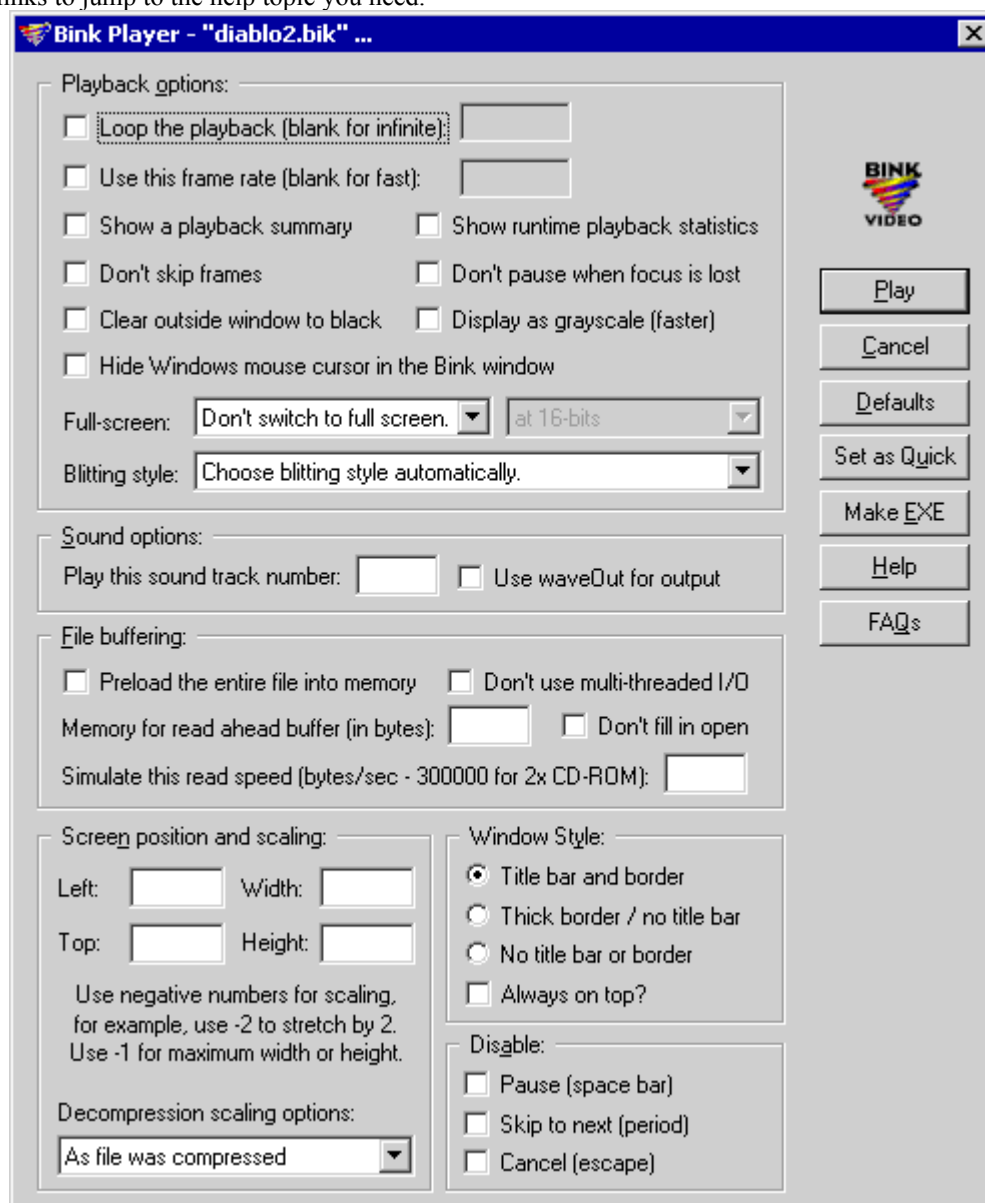 links to jump to the help topic you need.
Bink Player - "diablo2.bik" ...
Playback options:
Loop the playback (blank for infinite):
Use this frame rate (blank for fast):
Show a playback summary
Show runtime playback statistics
Don't skip frames
Don't pause when focus is lost
Clear outside window to black
Display as grayscale (faster)
Hide Windows mouse cursor in the Bink window
Full-screen: Don't switch to full screen. at 16-bits
Blitting style: Choose blitting style automatically.
Sound options:
Play this sound track number:
Use waveOut for output
File buffering:
Preload the entire file into memory
Don't use multi-threaded I/O
Memory for read ahead buffer (in bytes):
Don't fill in open
Simulate this read speed (bytes/sec - 300000 for 2x CD-ROM):
Screen position and scaling:
Left: Width:
Top: Height:
Use negative numbers for scaling,
for example, use -2 to stretch by 2.
Use -1 for maximum width or height.
Decompression scaling options:
As file was compressed
Window Style:
Title bar and border
Thick border / no title bar
No title bar or border
Always on top?
Disable:
Pause (space bar)
Skip to next (period)
Cancel (escape)
BINK
VIDEO
Play
Cancel
Defaults
Set as Quick
Make EXE
Help
FAQs